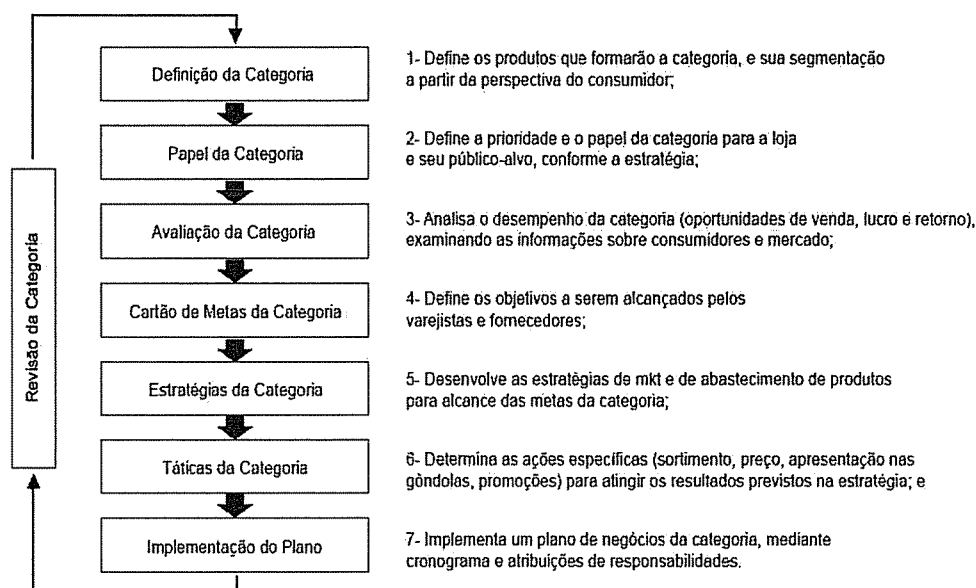 Definição da Categoria
1- Define os produtos que formarão a categoria, e sua segmentação
a partir da perspectiva do consumidor;
Papel da Categoria
2- Define a prioridade e o papel da categoria para a loja
e seu público-alvo, conforme a estratégia;
Avaliação da Categoria
3- Analisa o desempenho da categoria (oportunidades de venda, lucro e retorno),
examinando as informações sobre consumidores e mercado;
Cartão de Metas da Categoria
4- Define os objetivos a serem alcançados pelos
varejistas e fornecedores;
Estratégias da Categoria
5- Desenvolve as estratégias de mkt e de abastecimento de produtos
para alcance das metas da categoria;
Táticas da Categoria
6- Determina as ações específicas (sortimento, preço, apresentação nas
gôndolas, promoções) para atingir os resultados previstos na estratégia; e
Implementação do Plano
7- Implementa um plano de negócios da categoria, mediante
cronograma e atribuições de responsabilidades.
Revisão da Categoria